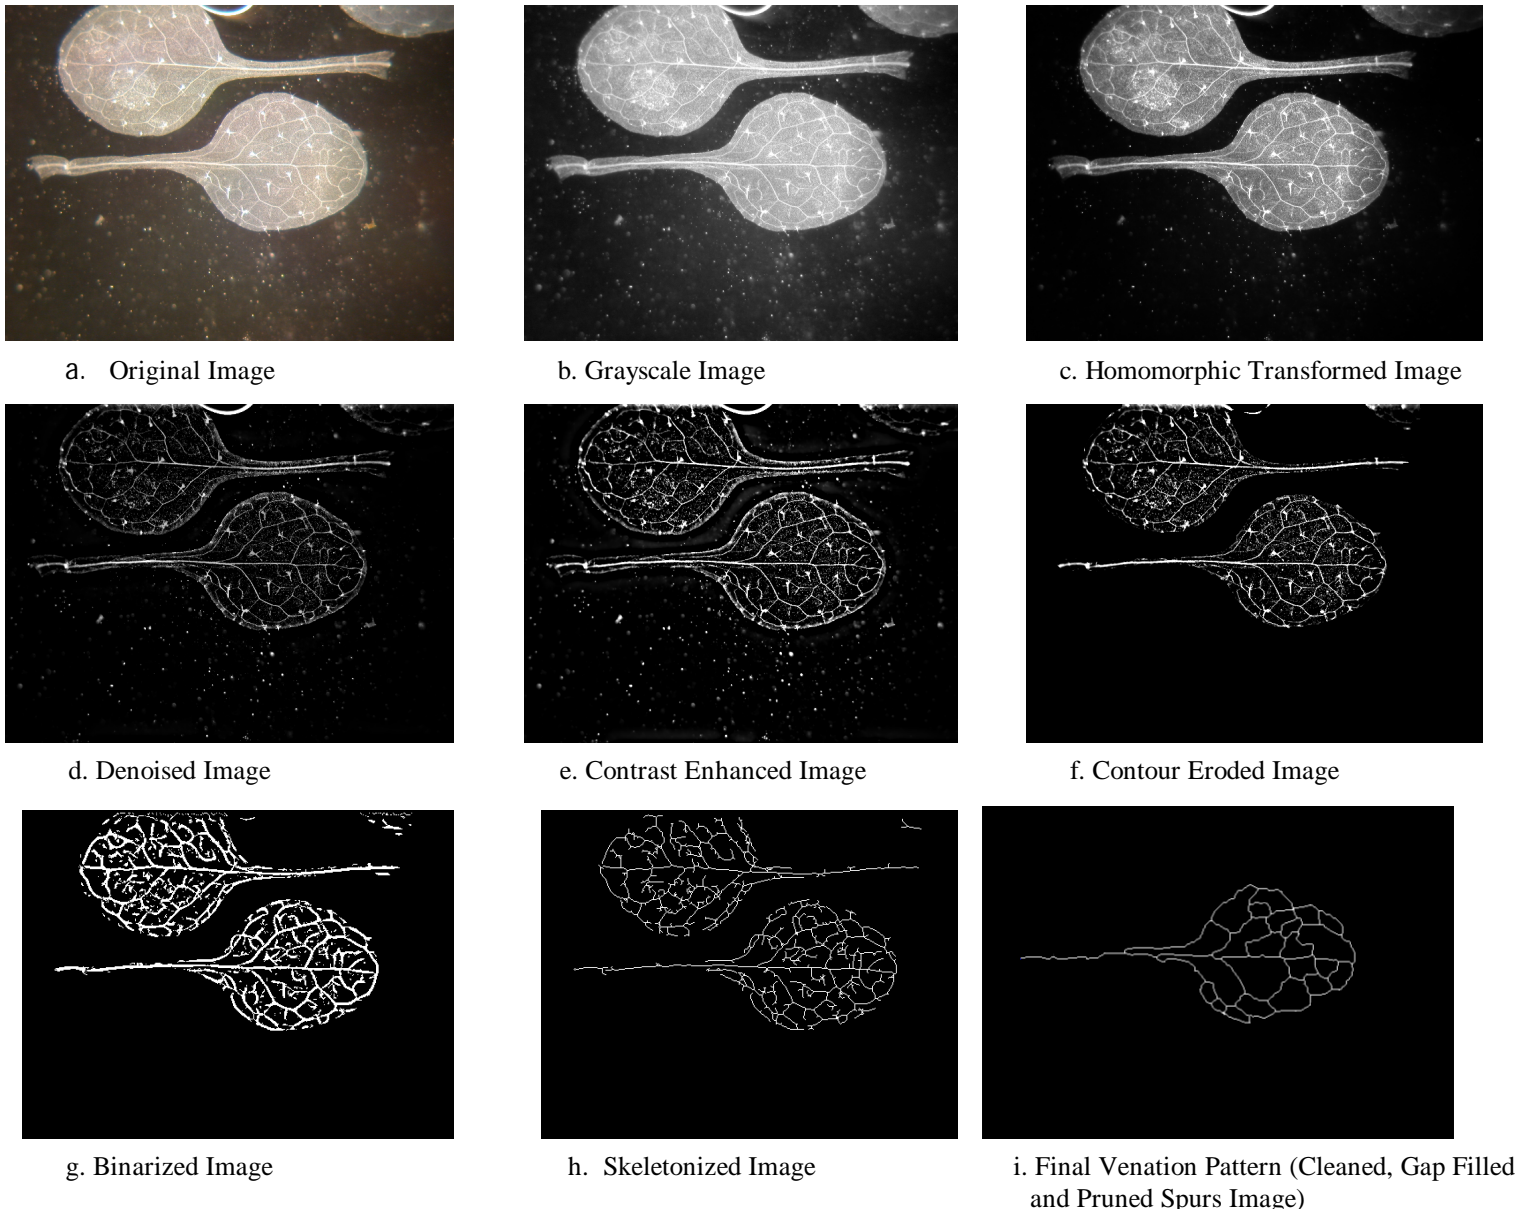 a. Original Image
b. Grayscale Image
c. Homomorphic Transformed Image
d. Denoised Image
e. Contrast Enhanced Image
f. Contour Eroded Image
g. Binarized Image
h. Skeletonized Image
i. Final Venation Pattern (Cleaned, Gap Filled
and Pruned Spurs Image)